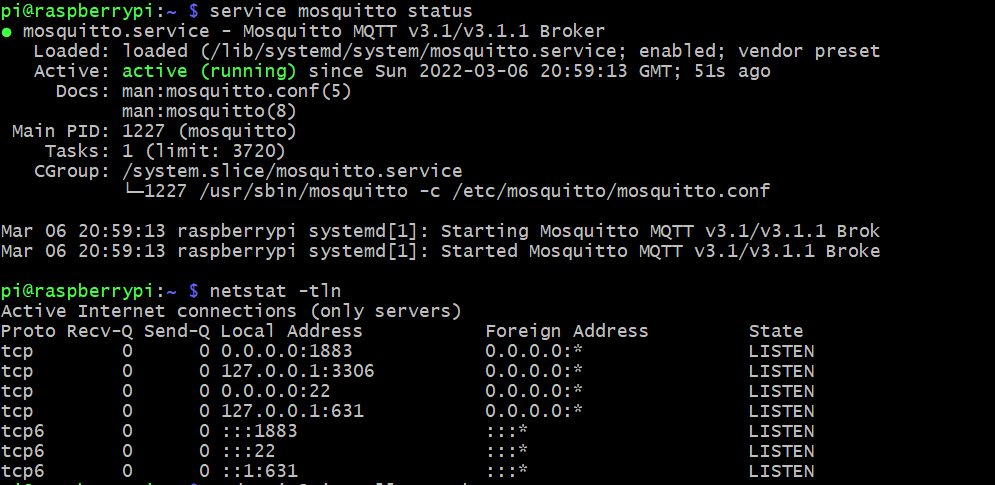 pi@raspberrypi:~ $ service mosquitto status
● mosquitto.service - Mosquitto MQTT v3.1/v3.1.1 Broker
   Loaded: loaded (/lib/systemd/system/mosquitto.service; enabled; vendor preset
   Active: active (running) since Sun 2022-03-06 20:59:13 GMT; 51s ago
     Docs: man:mosquitto.conf(5)
           man:mosquitto(8)
 Main PID: 1227 (mosquitto)
    Tasks: 1 (limit: 3720)
   CGroup: /system.slice/mosquitto.service
           └─1227 /usr/sbin/mosquitto -c /etc/mosquitto/mosquitto.conf

Mar 06 20:59:13 raspberrypi systemd[1]: Starting Mosquitto MQTT v3.1/v3.1.1 Brok
Mar 06 20:59:13 raspberrypi systemd[1]: Started Mosquitto MQTT v3.1/v3.1.1 Broke

pi@raspberrypi:~ $ netstat -tln
Active Internet connections (only servers)
Proto Recv-Q Send-Q Local Address           Foreign Address         State
tcp        0      0 0.0.0.0:1883            0.0.0.0:*               LISTEN
tcp        0      0 127.0.0.1:3306          0.0.0.0:*               LISTEN
tcp        0      0 0.0.0.0:22              0.0.0.0:*               LISTEN
tcp        0      0 127.0.0.1:631           0.0.0.0:*               LISTEN
tcp6       0      0 :::1883                 :::*                    LISTEN
tcp6       0      0 :::22                   :::*                    LISTEN
tcp6       0      0 ::1:631                 :::*                    LISTEN